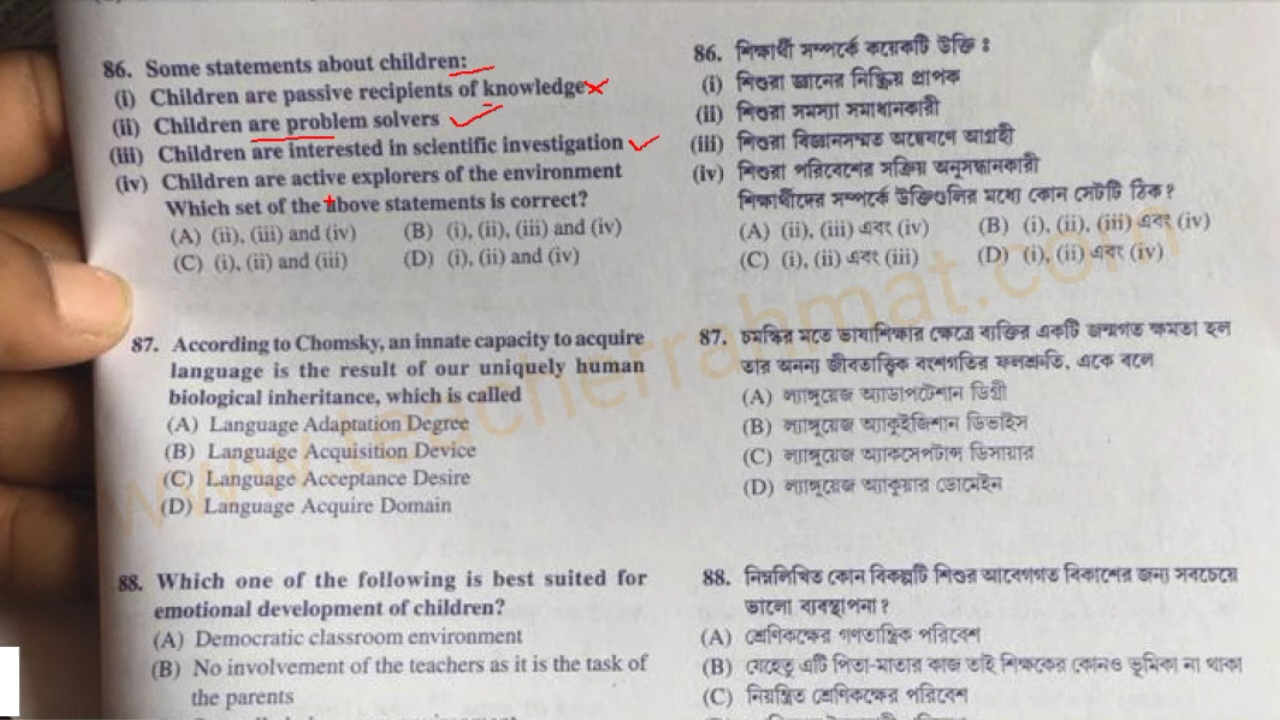 86. Some statements about children:
(i) Children are passive recipients of knowledge
(ii) Children are problem solvers
(iii) Children are interested in scientific investigation
(iv) Children are active explorers of the environment
Which set of the above statements is correct?
(A) (ii), (iii) and (iv) (B) (i), (ii), (iii) and (iv)
(C) (i), (ii) and (iii) (D) (i), (ii) and (iv)
87. According to Chomsky, an innate capacity to acquire
language is the result of our uniquely human
biological inheritance, which is called
(A) Language Adaptation Degree
(B) Language Acquisition Device
(C) Language Acceptance Desire
(D) Language Acquire Domain
88. Which one of the following is best suited for
emotional development of children?
(A) Democratic classroom environment
(B) No involvement of the teachers as it is the task of
the parents
86. শিক্ষার্থী সম্পর্কে কয়েকটি উক্তি :
(i) শিশুরা জ্ঞানের নিষ্ক্রিয় প্রাপক
(ii) শিশুরা সমস্যা সমাধানকারী
(iii) শিশুরা বিজ্ঞানসম্মত অন্বেষণে আগ্রহী
(iv) শিশুরা পরিবেশের সক্রিয় অনুসন্ধানকারী
শিক্ষার্থীদের সম্পর্কে উক্তিগুলির মধ্যে কোন সেটটি ঠিক?
(A) (ii), (iii) এবং (iv) (B) (i), (ii), (iii) এবং (iv)
(C) (i), (ii) এবং (iii) (D) (i), (ii) এবং (iv)
87. চমস্কির মতে ভাষাশিক্ষার ক্ষেত্রে ব্যক্তির একটি জন্মগত ক্ষমতা হল
তার অনন্য জীবতাত্ত্বিক বংশগতির ফলশ্রুতি, একে বলে
(A) ল্যাঙ্গুয়েজ অ্যাডাপটেশান ডিগ্রী
(B) ল্যাঙ্গুয়েজ অ্যাকুইজিশান ডিভাইস
(C) ল্যাঙ্গুয়েজ অ্যাকসেপটান্স ডিসায়ার
(D) ল্যাঙ্গুয়েজ অ্যাকুয়ার ডোমেইন
88. নিম্নলিখিত কোন বিকল্পটি শিশুর আবেগগত বিকাশের জন্য সবচেয়ে
ভালো ব্যবস্থাপনা?
(A) শ্রেণিকক্ষের গণতান্ত্রিক পরিবেশ
(B) যেহেতু এটি পিতা-মাতার কাজ তাই শিক্ষকের কোনও ভূমিকা না থাকা
(C) নিয়ন্ত্রিত শ্রেণিকক্ষের পরিবেশ
www.teacherrahmat.com